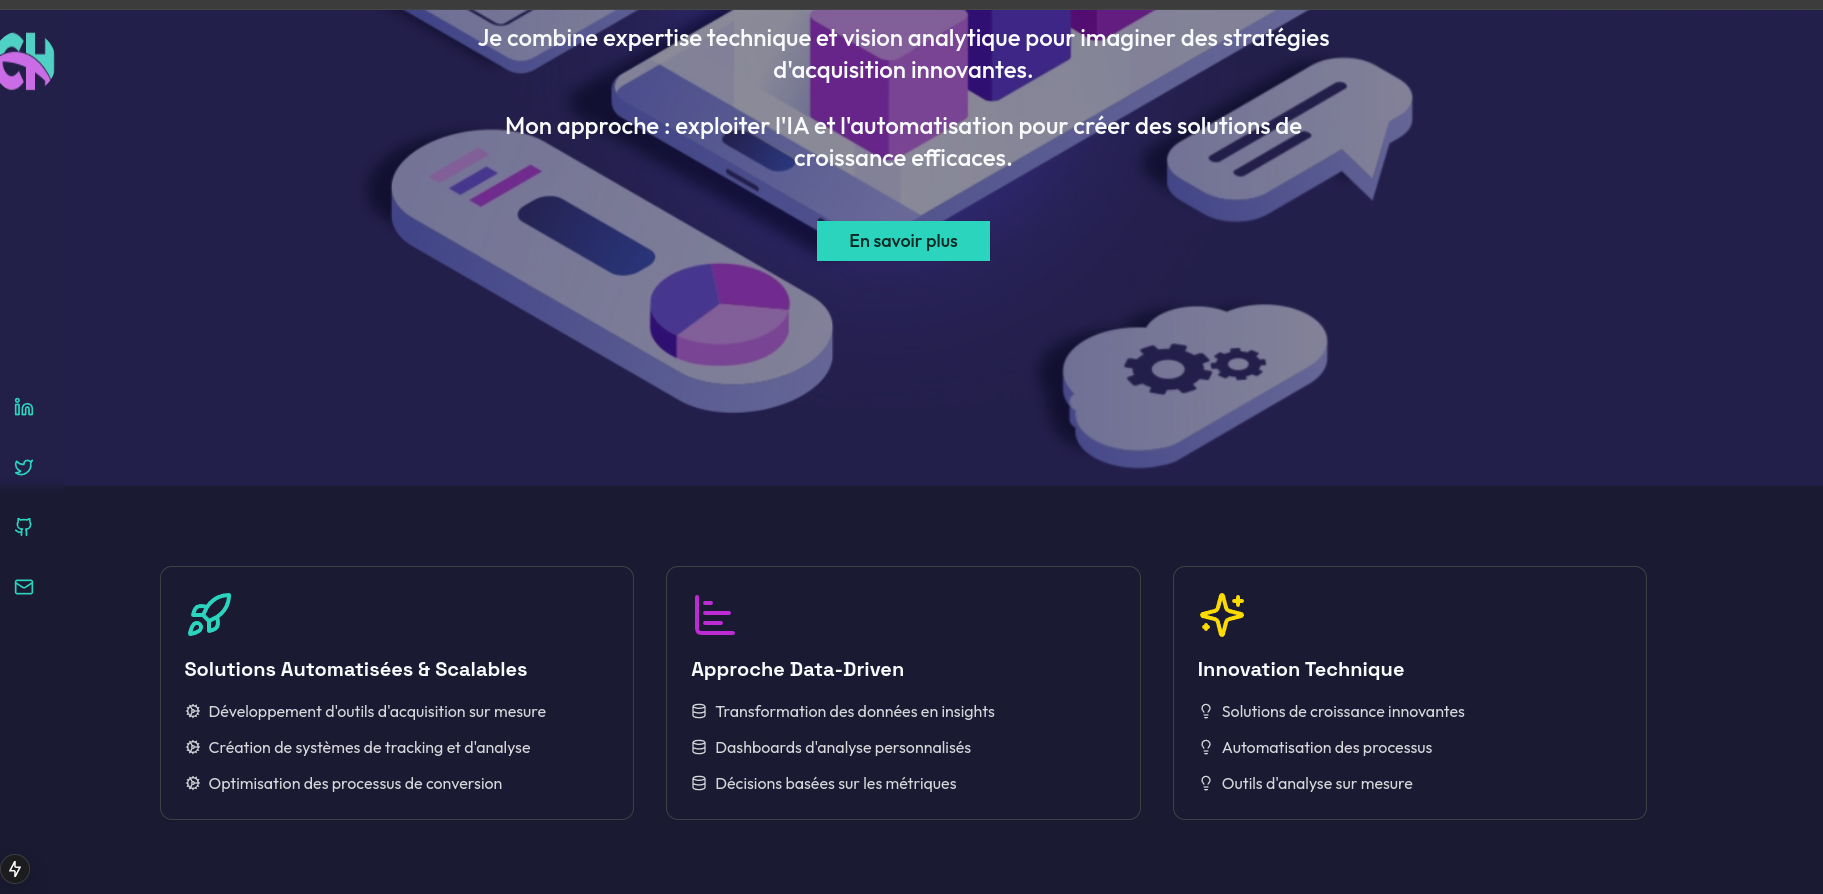 Je combine expertise technique et vision analytique pour imaginer des stratégies
d'acquisition innovantes.
Mon approche : exploiter l'IA et l'automatisation pour créer des solutions de
croissance efficaces.
En savoir plus
Solutions Automatisées & Scalables
Développement d'outils d'acquisition sur mesure
Création de systèmes de tracking et d'analyse
Optimisation des processus de conversion
Approche Data-Driven
Transformation des données en insights
Dashboards d'analyse personnalisés
Décisions basées sur les métriques
Innovation Technique
Solutions de croissance innovantes
Automatisation des processus
Outils d'analyse sur mesure